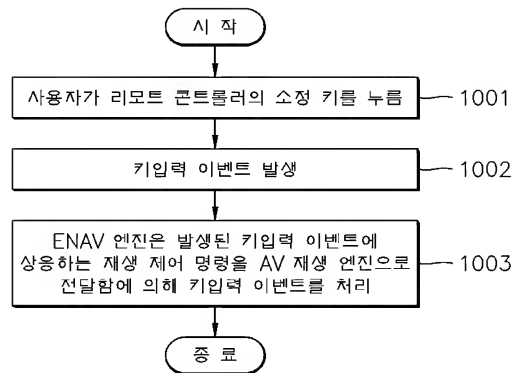 시 작
사용자가 리모트 콘트롤러의 소정 키를 누름
1001
키입력 이벤트 발생
1002
ENAV 엔진은 발생된 키입력 이벤트에
상응하는 재생 제어 명령을 AV 재생 엔진으로
전달함에 의해 키입력 이벤트를 처리
1003
종 료